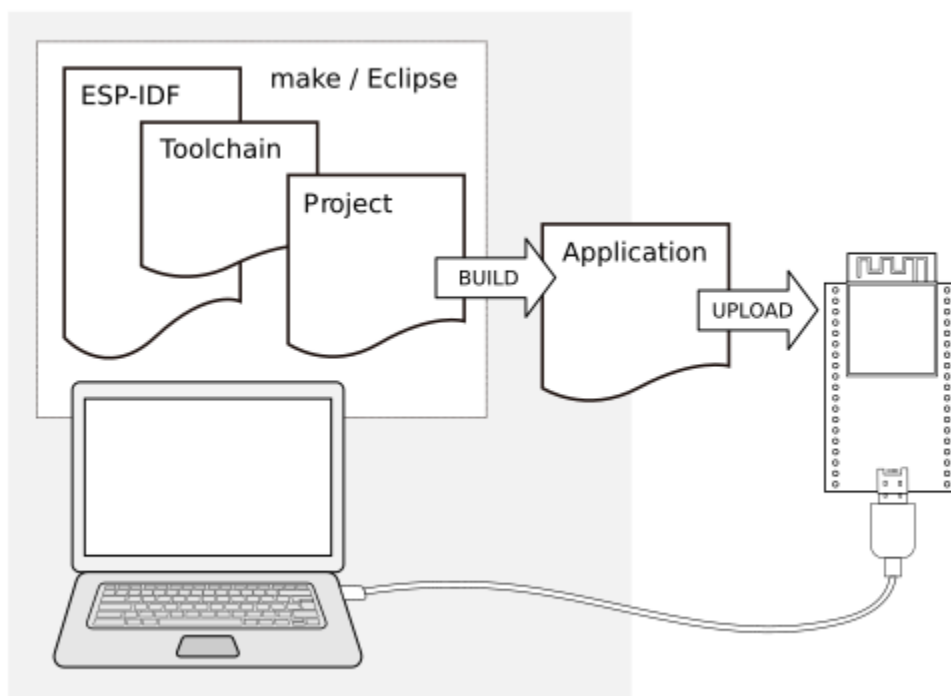 make / Eclipse
ESP-IDF
Toolchain
Project
BUILD
Application
UPLOAD